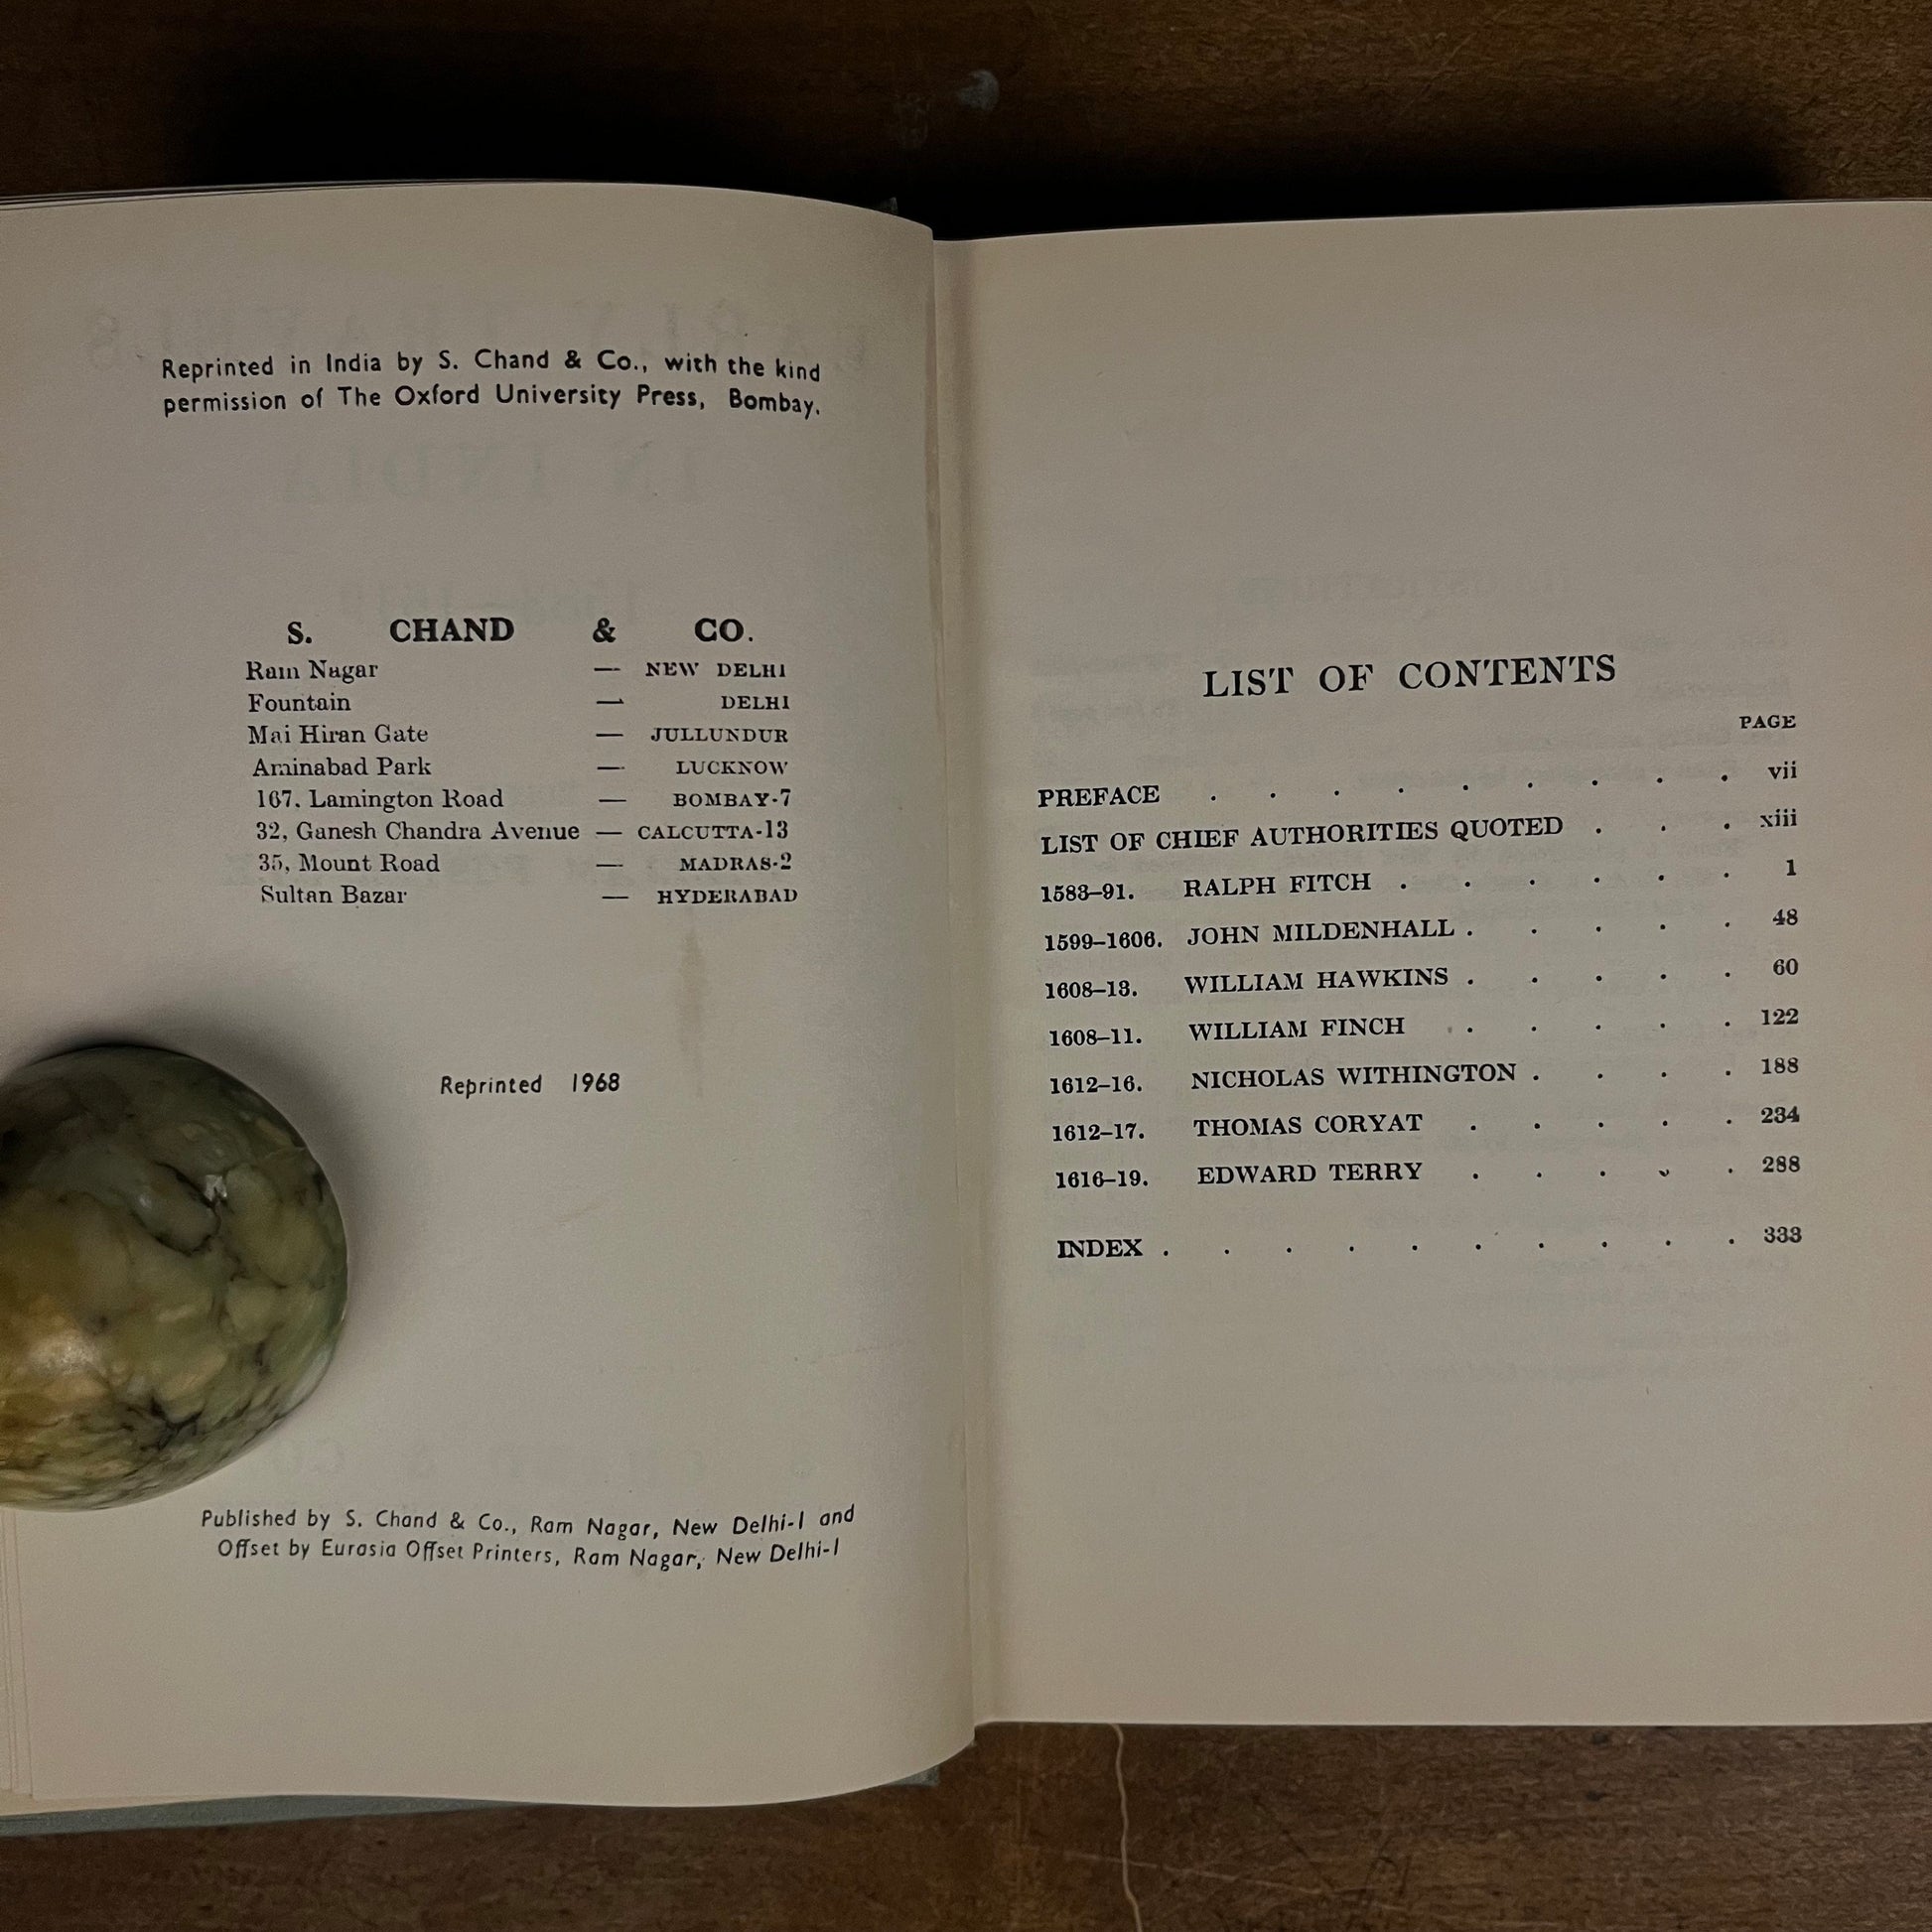 Reprinted in India by S. Chand & Co., with the kind
permission of The Oxford University Press, Bombay.
S. CHAND & CO.
Ram Nagar — NEW DELHI
Fountain — DELHI
Mai Hiran Gate — JULLUNDUR
Aminabad Park — LUCKNOW
167. Lamington Road — BOMBAY-7
32, Ganesh Chandra Avenue — CALCUTTA-13
35, Mount Road — MADRAS-2
Sultan Bazar — HYDERABAD
Reprinted 1968
Published by S. Chand & Co., Ram Nagar, New Delhi-I and
Offset by Eurasia Offset Printers, Ram Nagar, New Delhi-I
LIST OF CONTENTS
PAGE
PREFACE . . . . . . . . . vii
LIST OF CHIEF AUTHORITIES QUOTED . . . xiii
1583–91. RALPH FITCH . . . . . . 1
1599–1606. JOHN MILDENHALL . . . . . 48
1608–13. WILLIAM HAWKINS . . . . . 60
1608–11. WILLIAM FINCH . . . . . 122
1612–16. NICHOLAS WITHINGTON . . . . 188
1612–17. THOMAS CORYAT . . . . . 234
1616–19. EDWARD TERRY . . . . . 288
INDEX . . . . . . . . . . 333